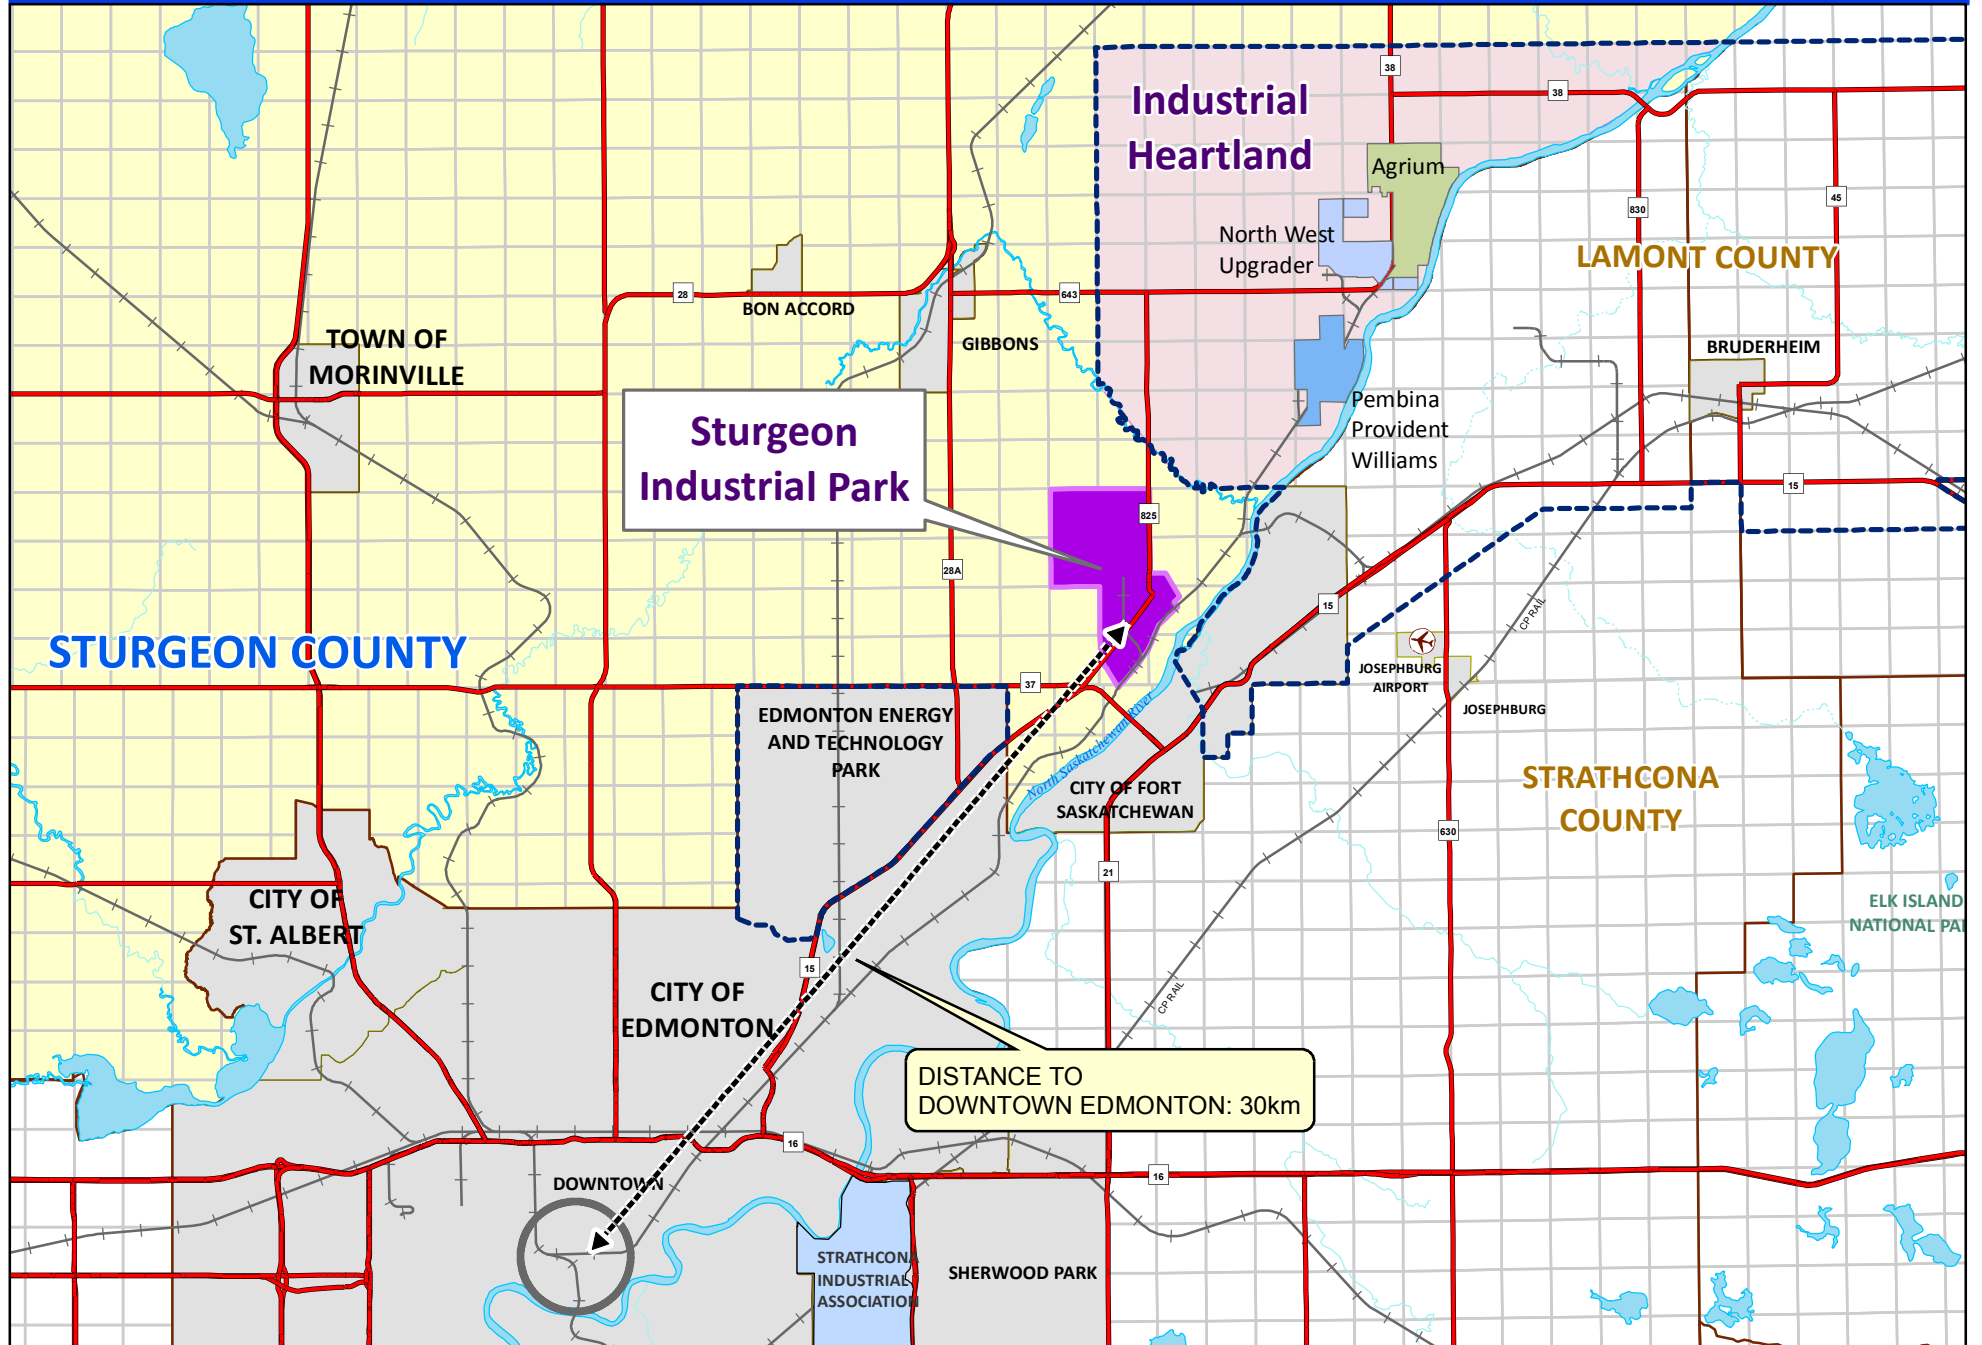 38
38
Industrial
Heartland
Agrium
45
830
North West
Upgrader
LAMONT COUNTY
28
643
BON ACCORD
GIBBONS
TOWN OF
MORINVILLE
BRUDERHEIM
Pembina
Provident
Williams
Sturgeon
Industrial Park
15
825
28A
15
CP RAIL
STURGEON COUNTY
JOSEPHBURG
AIRPORT
37
JOSEPHBURG
EDMONTON ENERGY
AND TECHNOLOGY
PARK
North Saskatchewan River
CITY OF FORT
SASKATCHEWAN
STRATHCONA
COUNTY
630
21
ELK ISLAND
NATIONAL PA
CITY OF
ST. ALBERT
15
CITY OF
EDMONTON
CP RAIL
DISTANCE TO
DOWNTOWN EDMONTON: 30km
16
16
DOWNTOWN
STRATHCONA
INDUSTRIAL
ASSOCIATION
SHERWOOD PARK